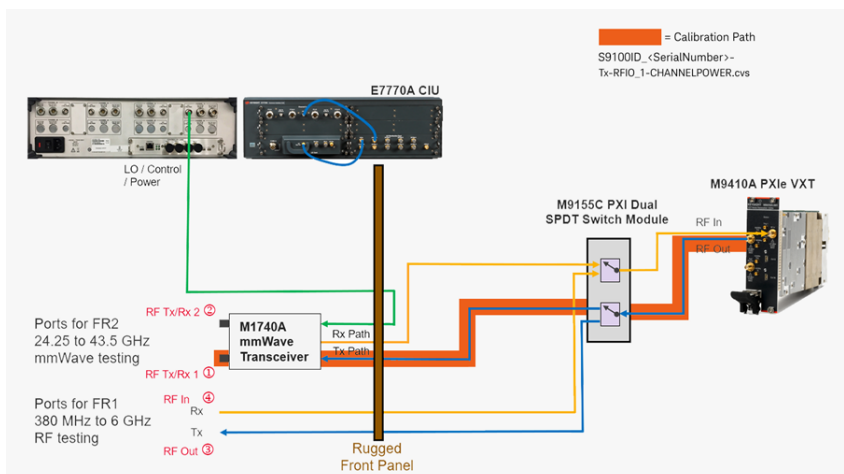 = Calibration Path
S9100ID_<SerialNumber>-
Tx-RFIO_1-CHANNELPOWER.cvs
E7770A CIU
LO / Control
/ Power
M9410A PXIe VXT
M9155C PXI Dual
SPDT Switch Module
RF In
RF Out
RF Tx/Rx 2 ②
Ports for FR2
24.25 to 43.5 GHz
mmWave testing
M1740A
mmWave
Transceiver
Rx Path
Tx Path
RF Tx/Rx 1 ①
Ports for FR1
380 MHz to 6 GHz
RF testing
RF In ④
Rx
Tx
RF Out ③
Rugged
Front Panel